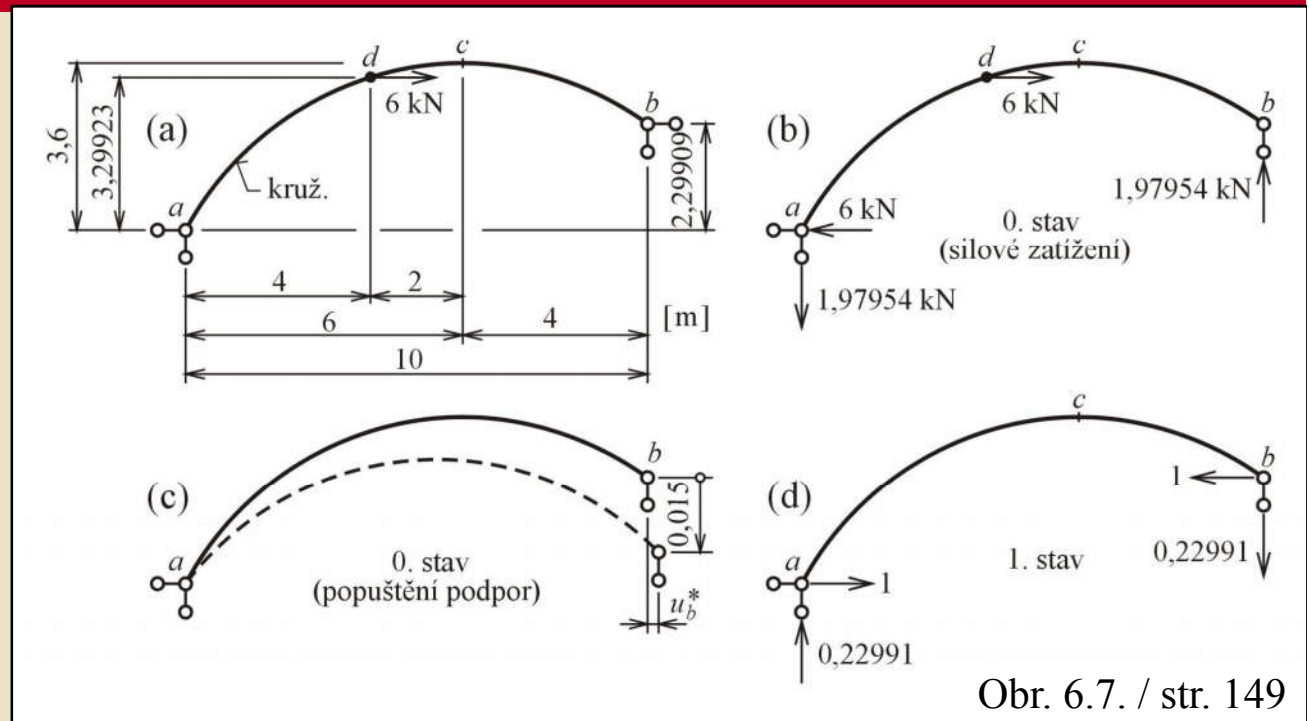 (a)
d
c
6 kN
b
3,6
3,29923
kruž.
a
2,29909
4
2
6
4
[m]
10
(b)
d
c
6 kN
b
a
6 kN
1,97954 kN
0. stav
(silové zatížení)
1,97954 kN
(c)
b
0,015
a
0. stav
(popuštění podpor)
u_b*
(d)
c
b
1
a
1
1. stav
0,22991
0,22991
Obr. 6.7. / str. 149